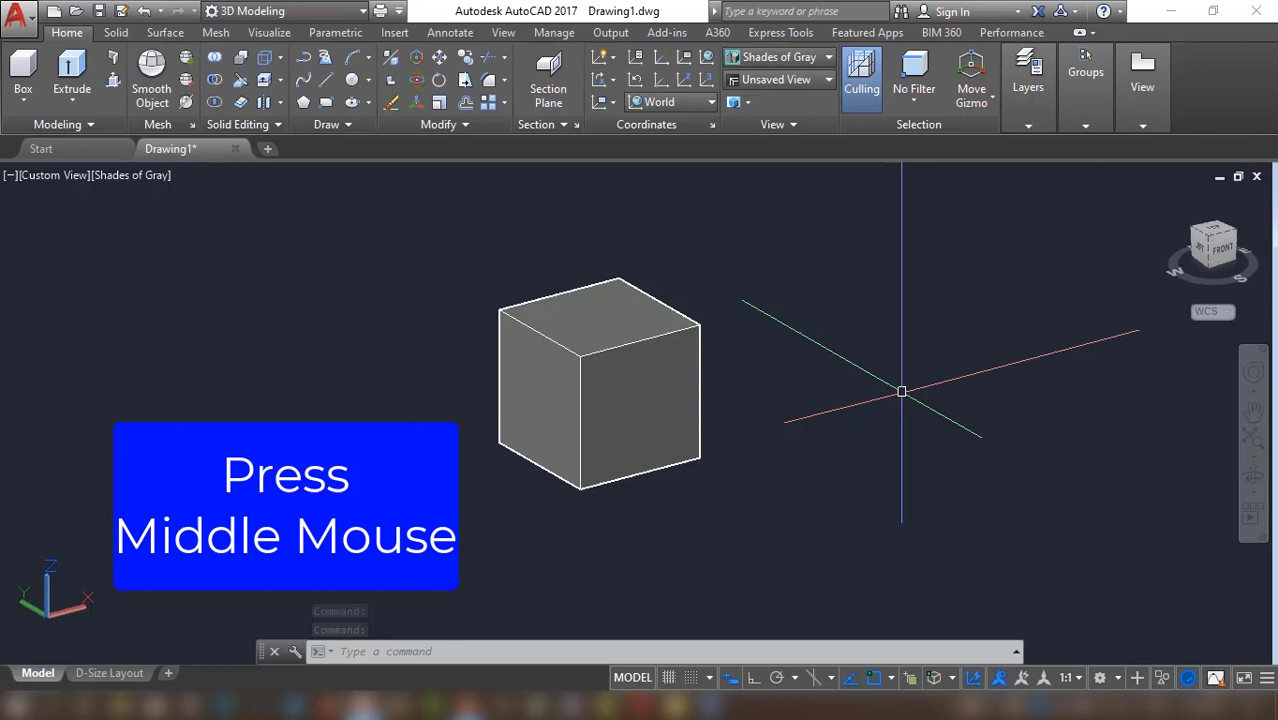 3D Modeling
Autodesk AutoCAD 2017 Drawing1.dwg
Type a keyword or phrase
Sign In
Home Solid Surface Mesh Visualize Parametric Insert Annotate View Manage Output Add-ins A360 Express Tools Featured Apps BIM 360 Performance
Box
Extrude
Smooth
Object
Section
Plane
World
Shades of Gray
Unsaved View
Culling
No Filter
Move
Gizmo
Layers
Groups
View
Modeling
Mesh
Solid Editing
Draw
Modify
Section
Coordinates
View
Selection
Start
Drawing1*
[−][Custom View][Shades of Gray]
FRONT
W
S
E
WCS
Press
Middle Mouse
Z
Y
X
Command:
Command:
Type a command
Model
D-Size Layout
MODEL
1:1